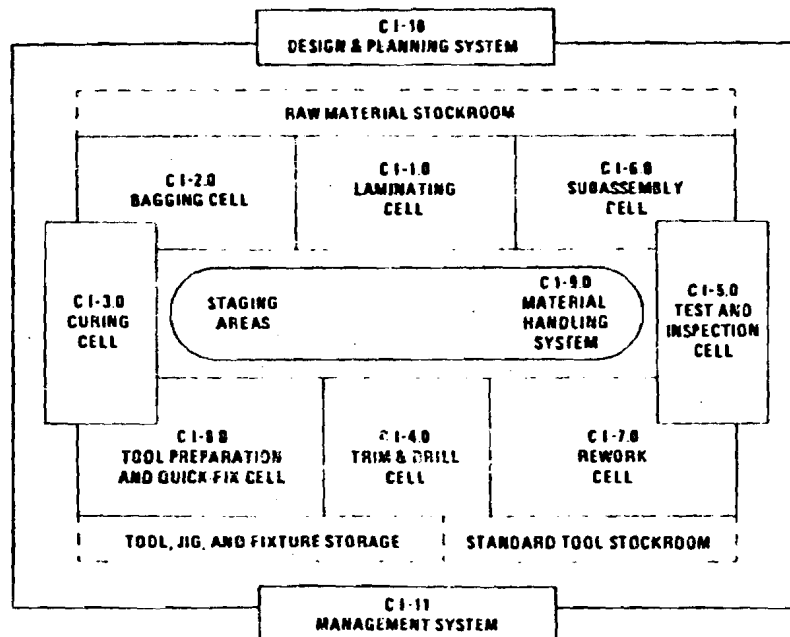 C I-10
DESIGN & PLANNING SYSTEM
RAW MATERIAL STOCKROOM
C I-2.0
BAGGING CELL
C I-1.0
LAMINATING
CELL
C I-6.0
SUBASSEMBLY
CELL
C I-3.0
CURING
CELL
STAGING
AREAS
C I-9.0
MATERIAL
HANDLING
SYSTEM
C I-5.0
TEST AND
INSPECTION
CELL
C I-8.0
TOOL PREPARATION
AND QUICK-FIX CELL
C I-4.0
TRIM & DRILL
CELL
C I-7.0
REWORK
CELL
TOOL, JIG, AND FIXTURE STORAGE
STANDARD TOOL STOCKROOM
C I-11
MANAGEMENT SYSTEM